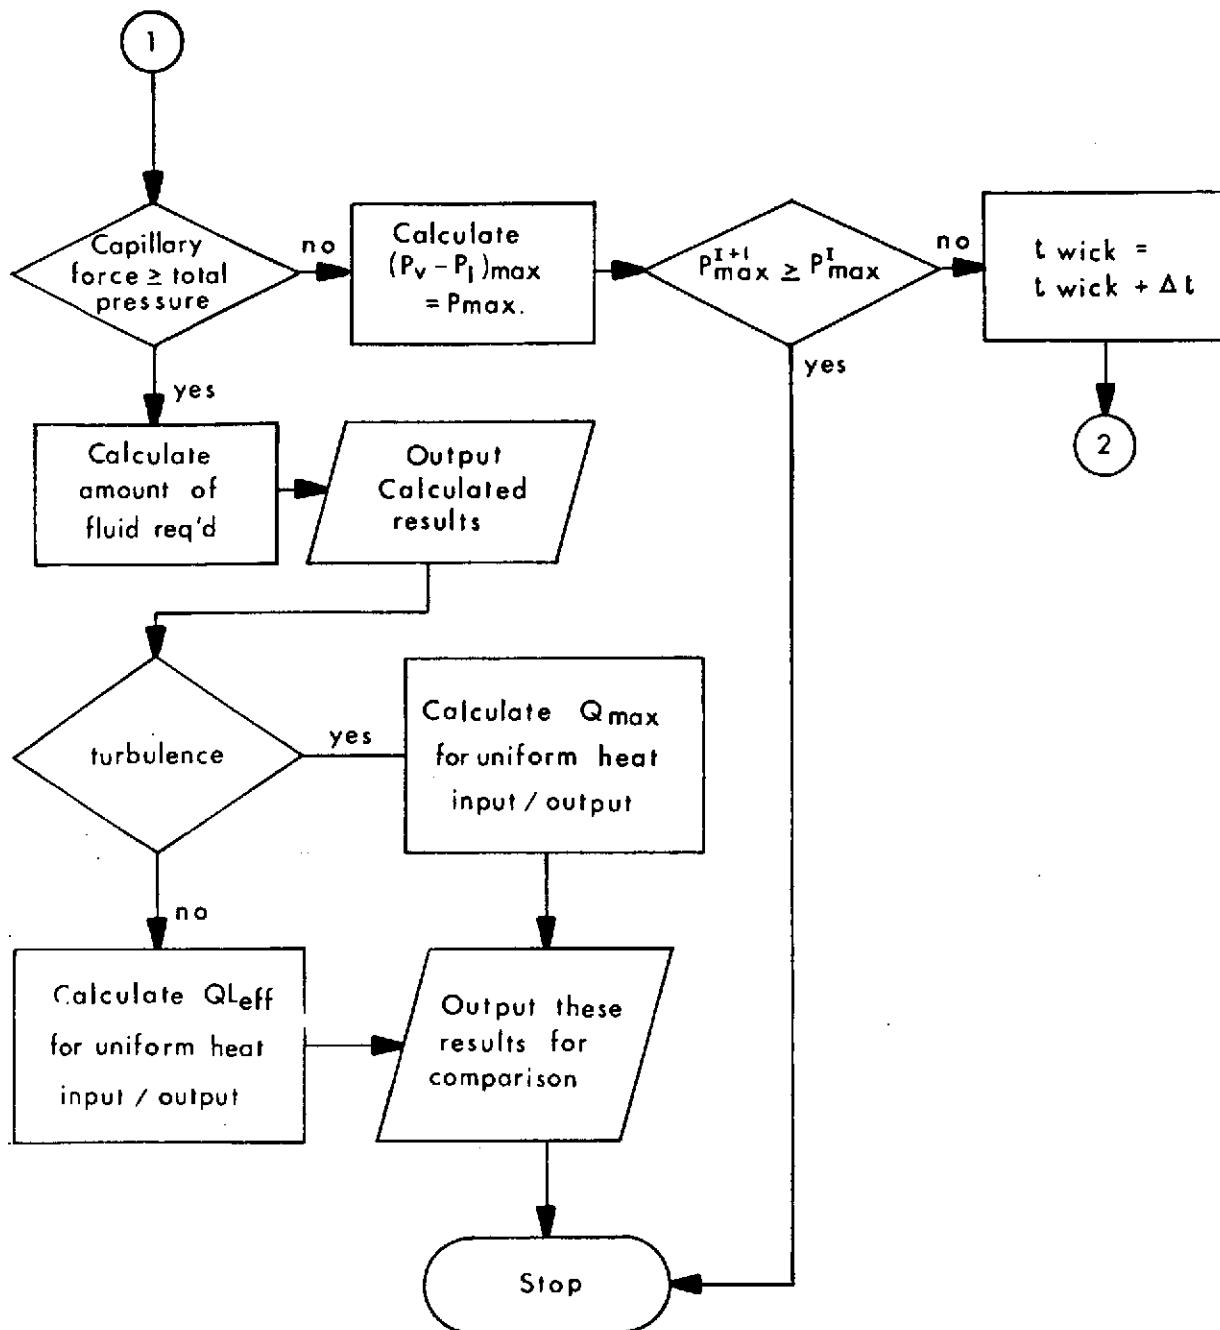 1
Capillary
force ≥ total
pressure
no
Calculate
(Pv – Pl)max
= Pmax.
P^{I+1}_{max} ≥ P^{I}_{max}
no
t wick =
t wick + Δt
yes
yes
2
Calculate
amount of
fluid req'd
Output
Calculated
results
turbulence
yes
Calculate Qmax
for uniform heat
input / output
no
Calculate QLeff
for uniform heat
input / output
Output these
results for
comparison
Stop